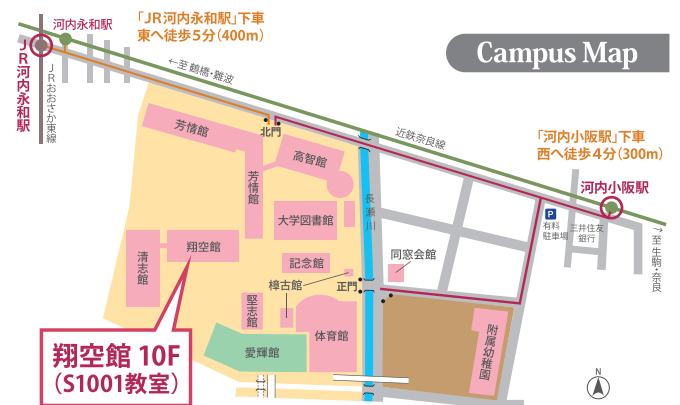 河内永和駅
「JR河内永和駅」下車
東へ徒歩5分(400m)
Campus Map
JR河内永和駅
JRおおさか東線
←至 鶴橋・難波
近鉄奈良線
「河内小阪駅」下車
西へ徒歩4分(300m)
河内小阪駅
北門
芳情館
高智館
芳情館
大学図書館
長瀬川
P
有料
駐車場
三井住友
銀行
→至 生駒・奈良
清志館
翔空館
記念館
同窓会館
樟古館
正門
堅志館
体育館
愛輝館
附属幼稚園
翔空館 10F
(S1001教室)
N